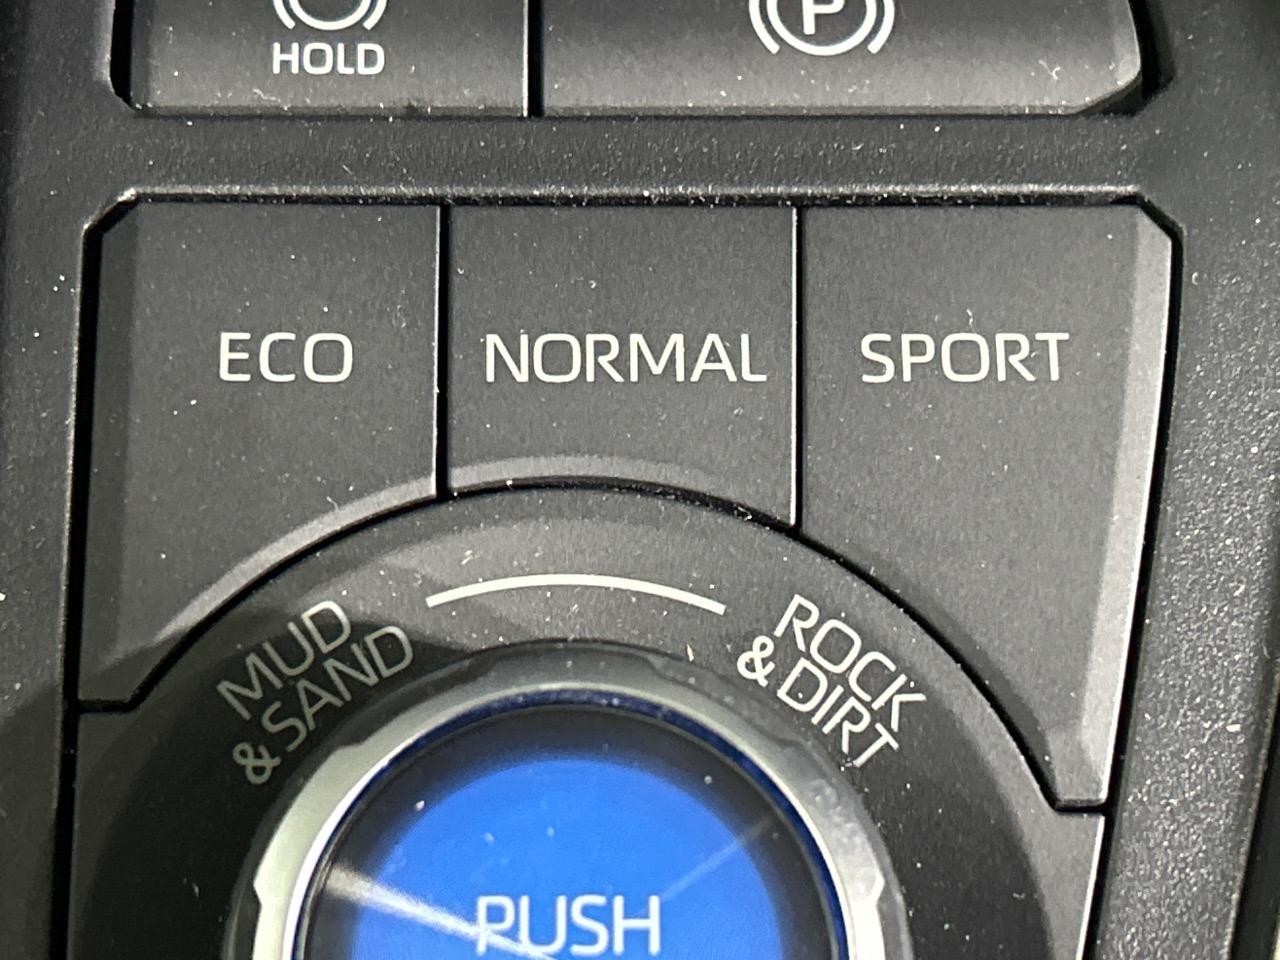 HOLD
P
ECO
NORMAL
SPORT
MUD
& SAND
ROCK
& DIRT
PUSH